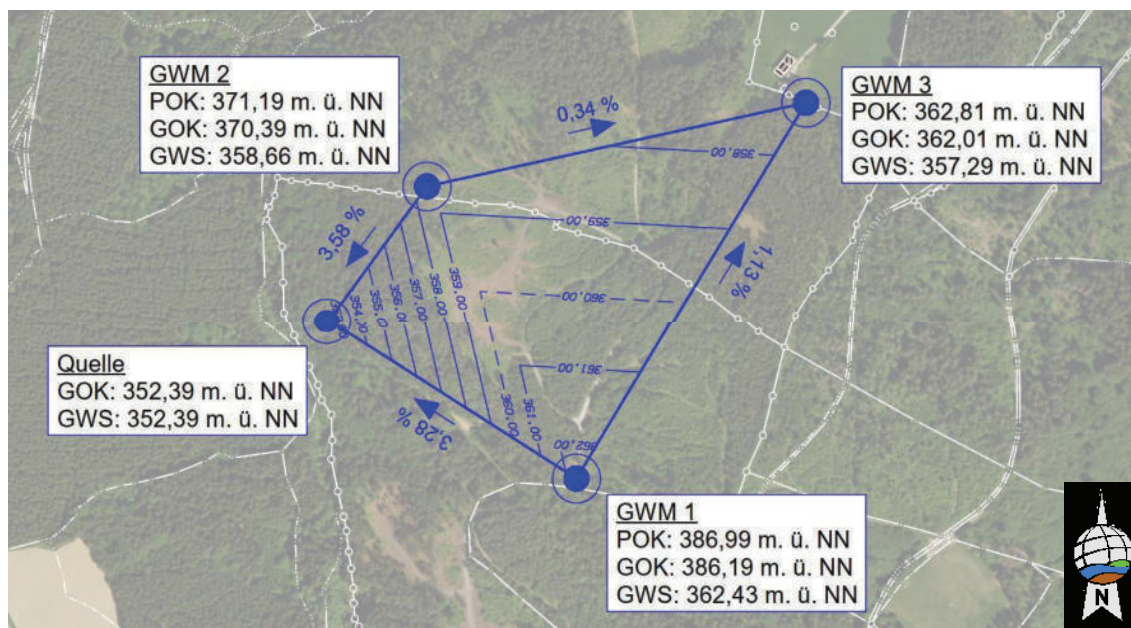 GWM 2
POK: 371,19 m. ü. NN
GOK: 370,39 m. ü. NN
GWS: 358,66 m. ü. NN
GWM 3
POK: 362,81 m. ü. NN
GOK: 362,01 m. ü. NN
GWS: 357,29 m. ü. NN
0,34 %
358,00
359,00
3,58 %
1,13 %
359,00
358,00
357,00
356,00
355,0
354,00
360,00
361,00
Quelle
GOK: 352,39 m. ü. NN
GWS: 352,39 m. ü. NN
3,28 %
360,00
361,00
362,00
GWM 1
POK: 386,99 m. ü. NN
GOK: 386,19 m. ü. NN
GWS: 362,43 m. ü. NN
N